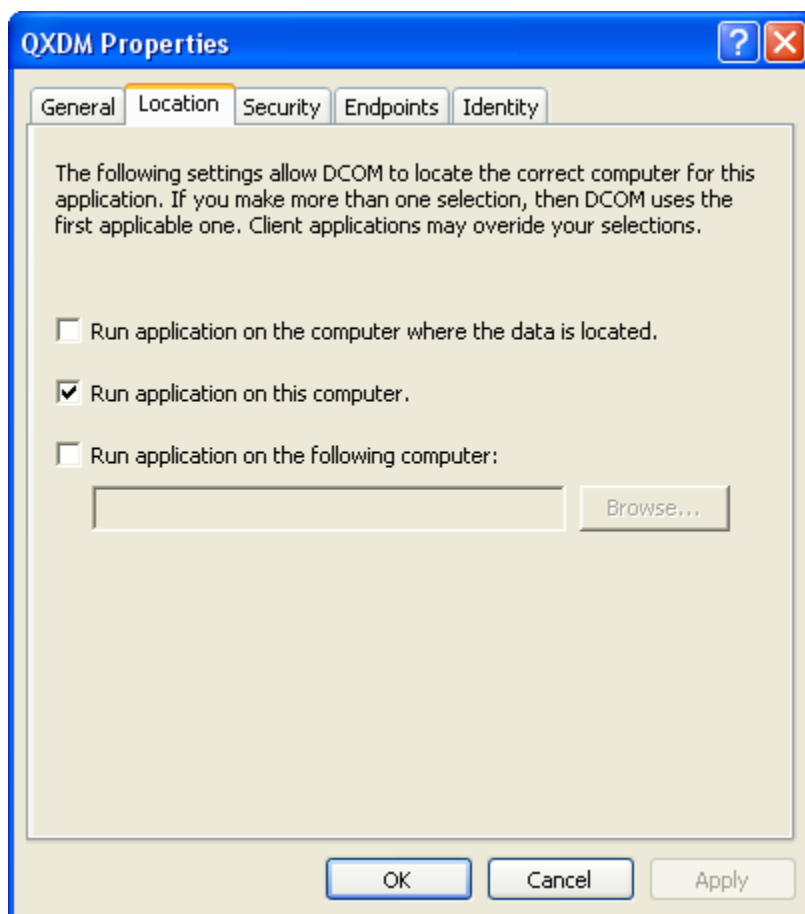 QXDM Properties
General Location Security Endpoints Identity
The following settings allow DCOM to locate the correct computer for this
application. If you make more than one selection, then DCOM uses the
first applicable one. Client applications may overide your selections.
Run application on the computer where the data is located.
Run application on this computer.
Run application on the following computer:
Browse...
OK Cancel Apply